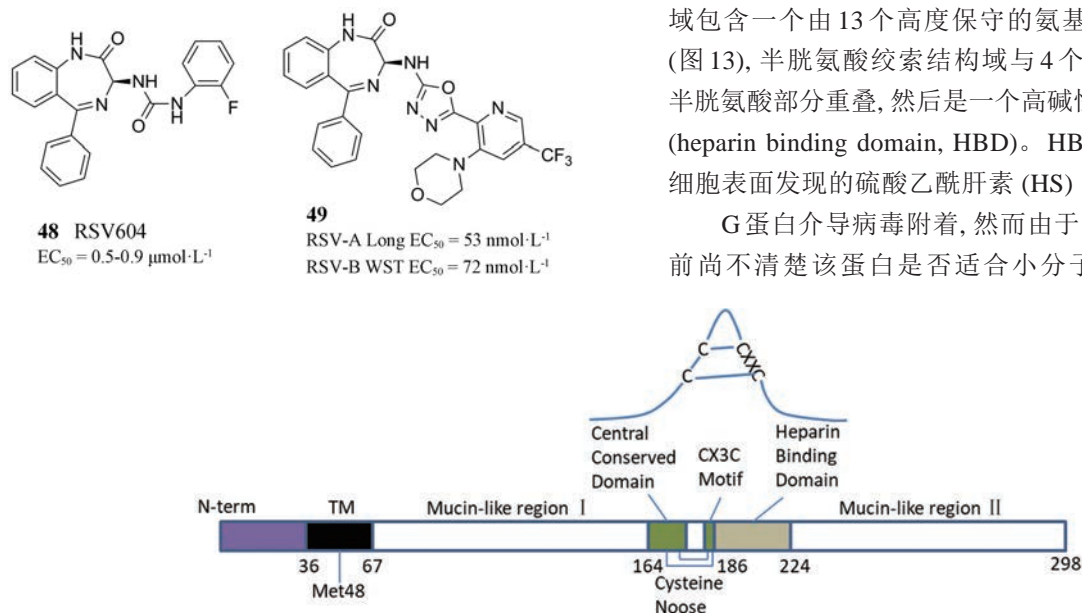 NH
O
NH
N
O
NH
F
48 RSV604
EC50 = 0.5-0.9 μmol·L-1
NH
O
NH
N
O
N-N
N
N
O
CF3
49
RSV-A Long EC50 = 53 nmol·L-1
RSV-B WST EC50 = 72 nmol·L-1
域包含一个由13个高度保守的氨基
(图13), 半胱氨酸绞索结构域与4个
半胱氨酸部分重叠, 然后是一个高碱性
(heparin binding domain, HBD)。HB
细胞表面发现的硫酸乙酰肝素 (HS)
G蛋白介导病毒附着, 然而由于
前尚不清楚该蛋白是否适合小分子
C
C
CXXC
Central
Conserved
Domain
CX3C
Motif
Heparin
Binding
Domain
N-term
TM
Mucin-like region Ⅰ
Mucin-like region Ⅱ
36
67
164
186
224
298
Met48
Cysteine
Noose